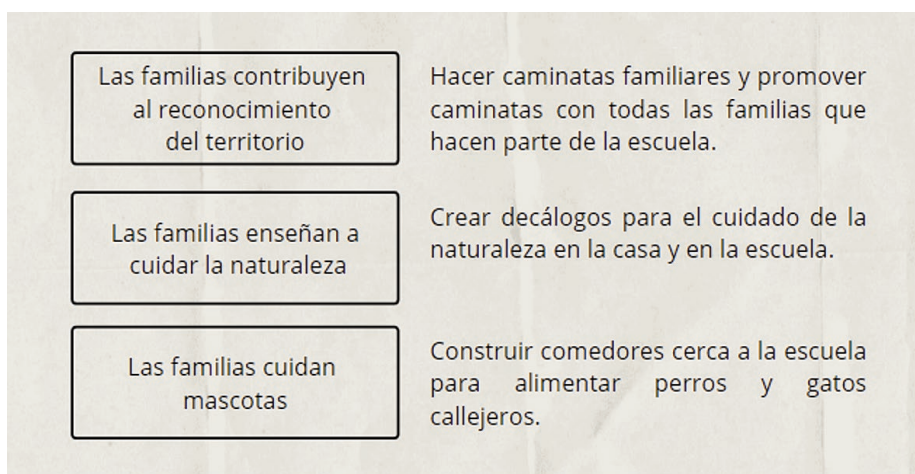 Las familias contribuyen
al reconocimiento
del territorio
Hacer caminatas familiares y promover
caminatas con todas las familias que
hacen parte de la escuela.
Las familias enseñan a
cuidar la naturaleza
Crear decálogos para el cuidado de la
naturaleza en la casa y en la escuela.
Las familias cuidan
mascotas
Construir comedores cerca a la escuela
para alimentar perros y gatos
callejeros.